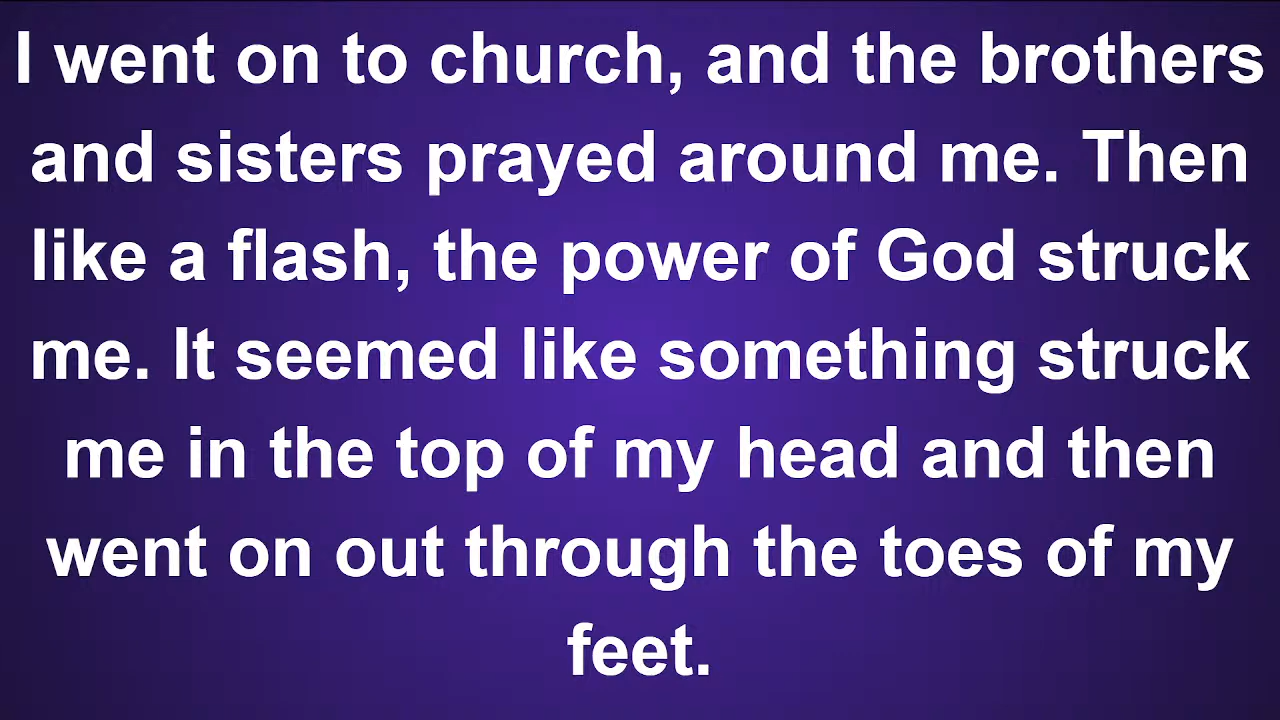 I went on to church, and the brothers
and sisters prayed around me. Then
like a flash, the power of God struck
me. It seemed like something struck
me in the top of my head and then
went on out through the toes of my
feet.